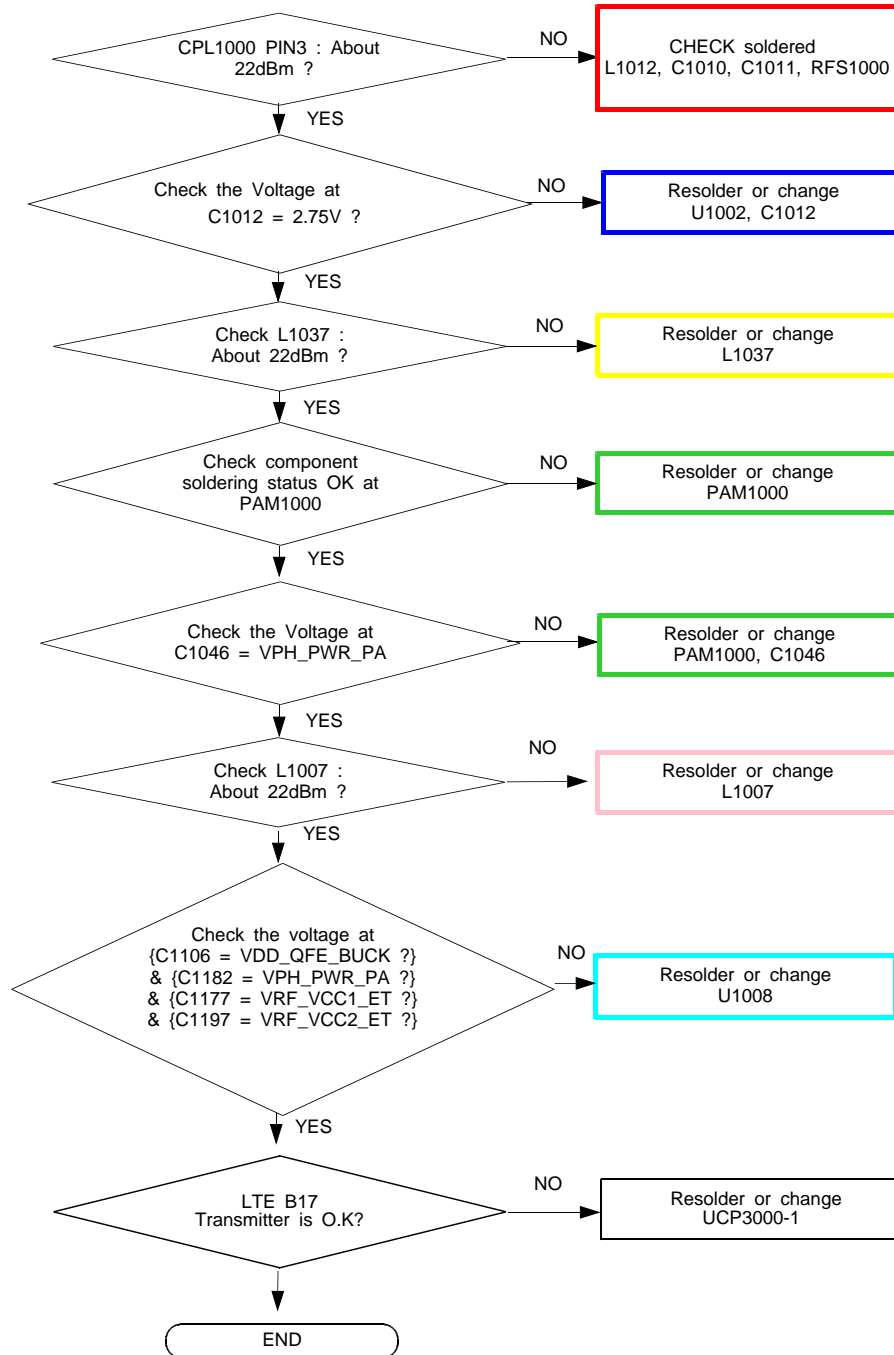 CPL1000 PIN3 : About
22dBm ?
NO
CHECK soldered
L1012, C1010, C1011, RFS1000
YES
Check the Voltage at
C1012 = 2.75V ?
NO
Resolder or change
U1002, C1012
YES
Check L1037 :
About 22dBm ?
NO
Resolder or change
L1037
YES
Check component
soldering status OK at
PAM1000
NO
Resolder or change
PAM1000
YES
Check the Voltage at
C1046 = VPH_PWR_PA
NO
Resolder or change
PAM1000, C1046
YES
Check L1007 :
About 22dBm ?
NO
Resolder or change
L1007
YES
Check the voltage at
{C1106 = VDD_QFE_BUCK ?}
& {C1182 = VPH_PWR_PA ?}
& {C1177 = VRF_VCC1_ET ?}
& {C1197 = VRF_VCC2_ET ?}
NO
Resolder or change
U1008
YES
LTE B17
Transmitter is O.K?
NO
Resolder or change
UCP3000-1
END